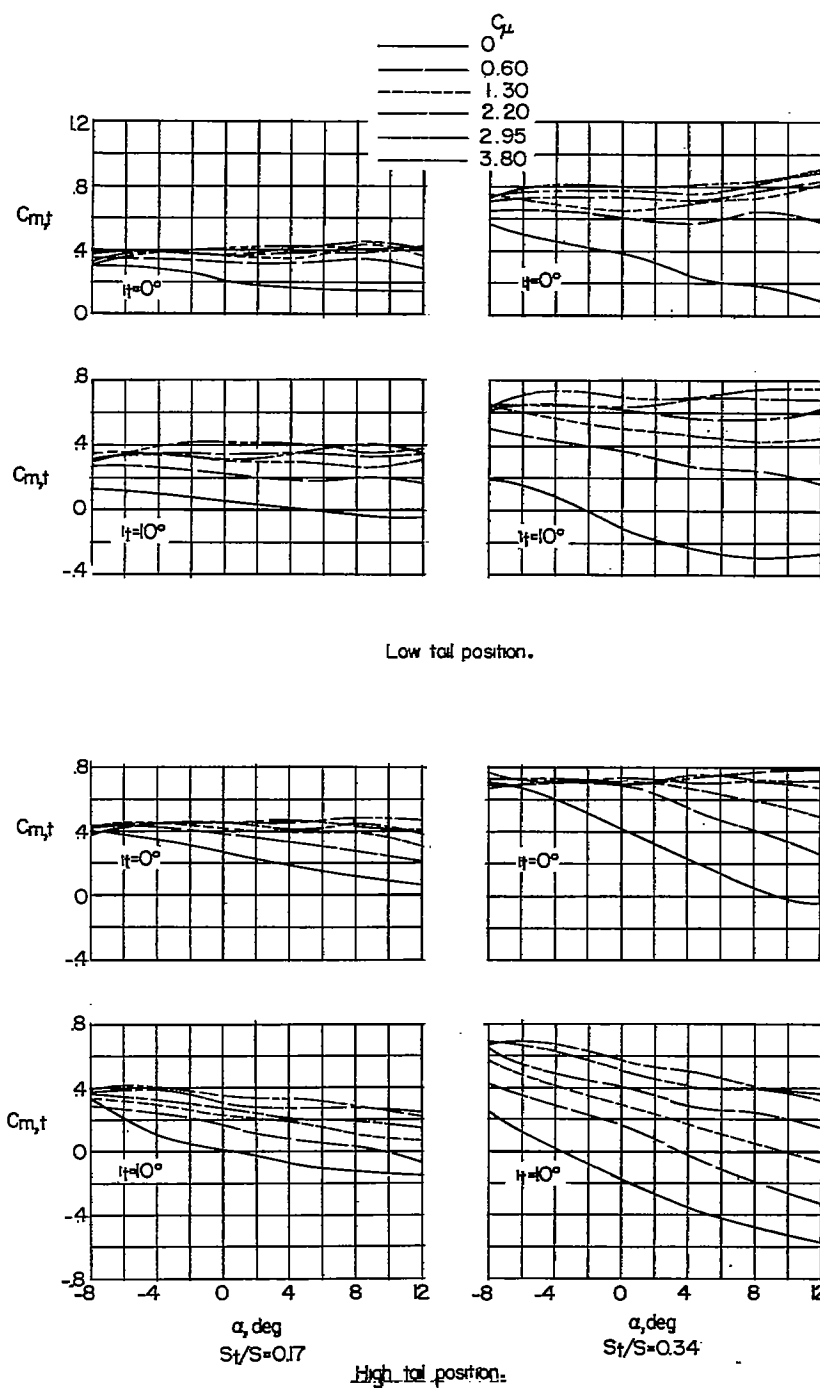 Cμ
0
0.60
1.30
2.20
2.95
3.80
1.2
.8
Cm,t
.4
0
it=0°
it=0°
.8
Cm,t
.4
0
-.4
it=10°
it=10°
Low tail position.
.8
Cm,t
.4
0
-.4
it=0°
it=0°
.8
Cm,t
.4
0
-.4
-.8
it=10°
it=10°
-8 -4 0 4 8 12
-8 -4 0 4 8 12
α, deg
α, deg
St/S=0.17
St/S=0.34
High tail position.